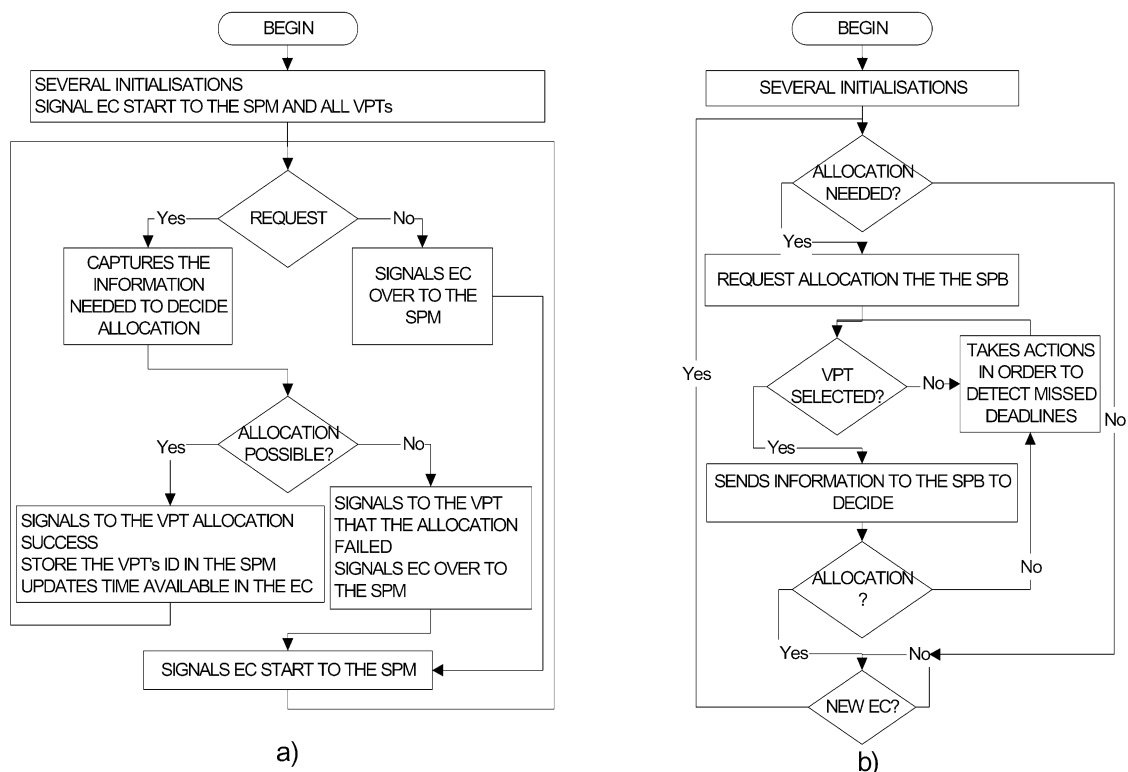 BEGIN
SEVERAL INITIALISATIONS
SIGNAL EC START TO THE SPM AND ALL VPTs
REQUEST
Yes
No
CAPTURES THE
INFORMATION
NEEDED TO DECIDE
ALLOCATION
SIGNALS EC
OVER TO THE
SPM
ALLOCATION
POSSIBLE?
Yes
No
SIGNALS TO THE VPT ALLOCATION
SUCCESS
STORE THE VPT's ID IN THE SPM
UPDATES TIME AVAILABLE IN THE EC
SIGNALS TO THE VPT
THAT THE ALLOCATION
FAILED
SIGNALS EC OVER TO
THE SPM
SIGNALS EC START TO THE SPM
a)
BEGIN
SEVERAL INITIALISATIONS
ALLOCATION
NEEDED?
Yes
REQUEST ALLOCATION THE THE SPB
VPT
SELECTED?
No
TAKES ACTIONS
IN ORDER TO
DETECT MISSED
DEADLINES
Yes
No
Yes
SENDS INFORMATION TO THE SPB TO
DECIDE
ALLOCATION
?
No
Yes
No
NEW EC?
b)